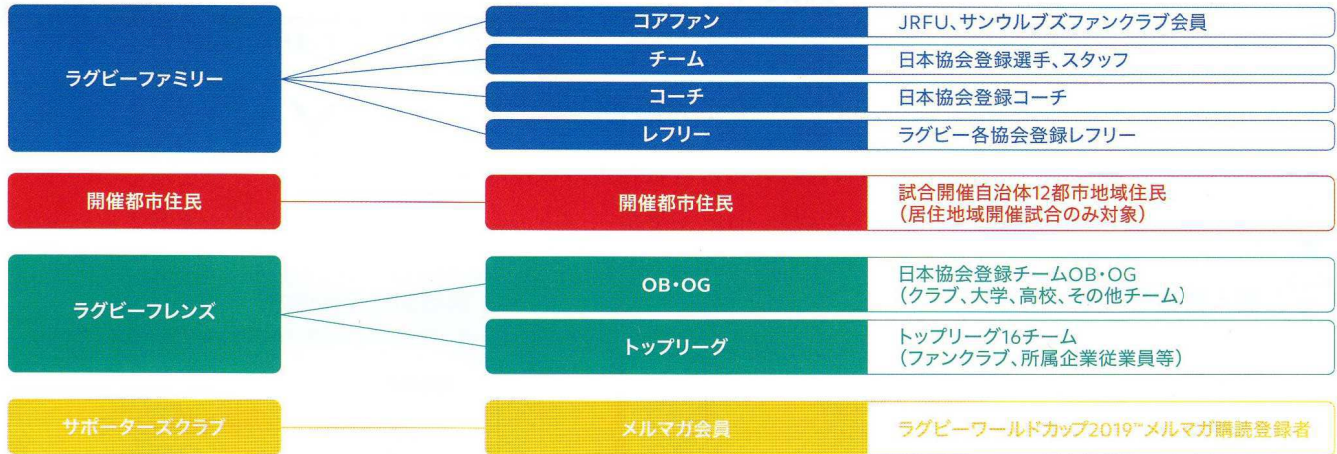 ラグビーファミリー
コアファン
JRFU、サンウルブズファンクラブ会員
チーム
日本協会登録選手、スタッフ
コーチ
日本協会登録コーチ
レフリー
ラグビー各協会登録レフリー
開催都市住民
開催都市住民
試合開催自治体12都市地域住民
(居住地域開催試合のみ対象)
ラグビーフレンズ
OB・OG
日本協会登録チームOB・OG
(クラブ、大学、高校、その他チーム)
トップリーグ
トップリーグ16チーム
(ファンクラブ、所属企業従業員等)
サポーターズクラブ
メルマガ会員
ラグビーワールドカップ2019™メルマガ購読登録者